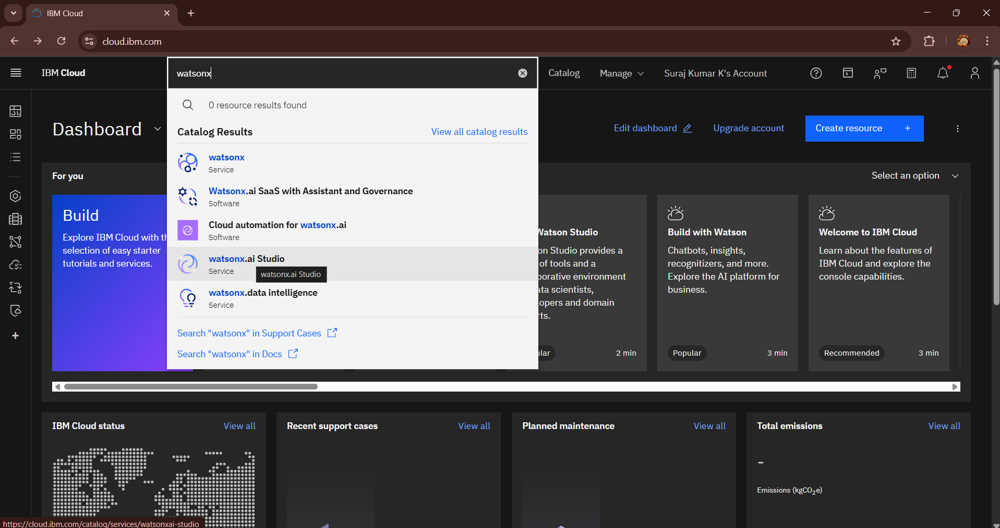 IBM Cloud
cloud.ibm.com
IBM Cloud
watsonx
Catalog
Manage
Suraj Kumar K's Account
0 resource results found
Catalog Results
View all catalog results
watsonx
Service
Watsonx.ai SaaS with Assistant and Governance
Software
Cloud automation for watsonx.ai
Software
watsonx.ai Studio
Service
watsonx.ai Studio
watsonx.data intelligence
Service
Search "watsonx" in Support Cases
Search "watsonx" in Docs
Dashboard
Edit dashboard
Upgrade account
Create resource +
For you
Select an option
Build
Explore IBM Cloud with th
selection of easy starter
tutorials and services.
Watson Studio
on Studio provides a
of tools and a
borative environment
ata scientists,
lopers and domain
rts.
lar
2 min
Build with Watson
Chatbots, insights,
recognitizers, and more.
Explore the AI platform for
business.
Popular
3 min
Welcome to IBM Cloud
Learn about the features of
IBM Cloud and explore the
console capabilities.
Recommended
3 min
IBM Cloud status
View all
Recent support cases
View all
Planned maintenance
View all
Total emissions
View all
-
Emissions (kgCO₂e)
https://cloud.ibm.com/catalog/services/watsonxai-studio